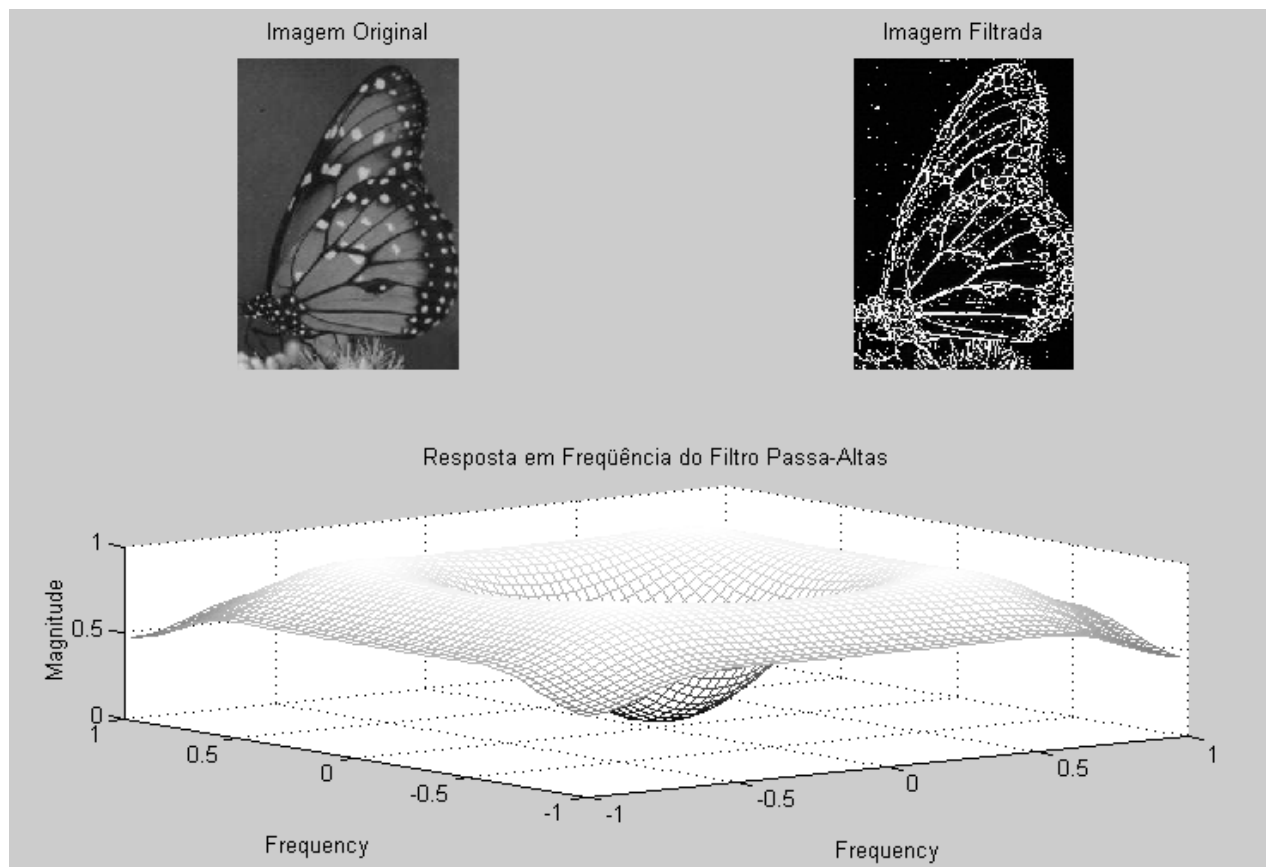 Imagem Original
Imagem Filtrada
Resposta em Freqüência do Filtro Passa-Altas
Magnitude
1
0.5
0
1
0.5
0
-0.5
-1
-1
-0.5
0
0.5
1
Frequency
Frequency